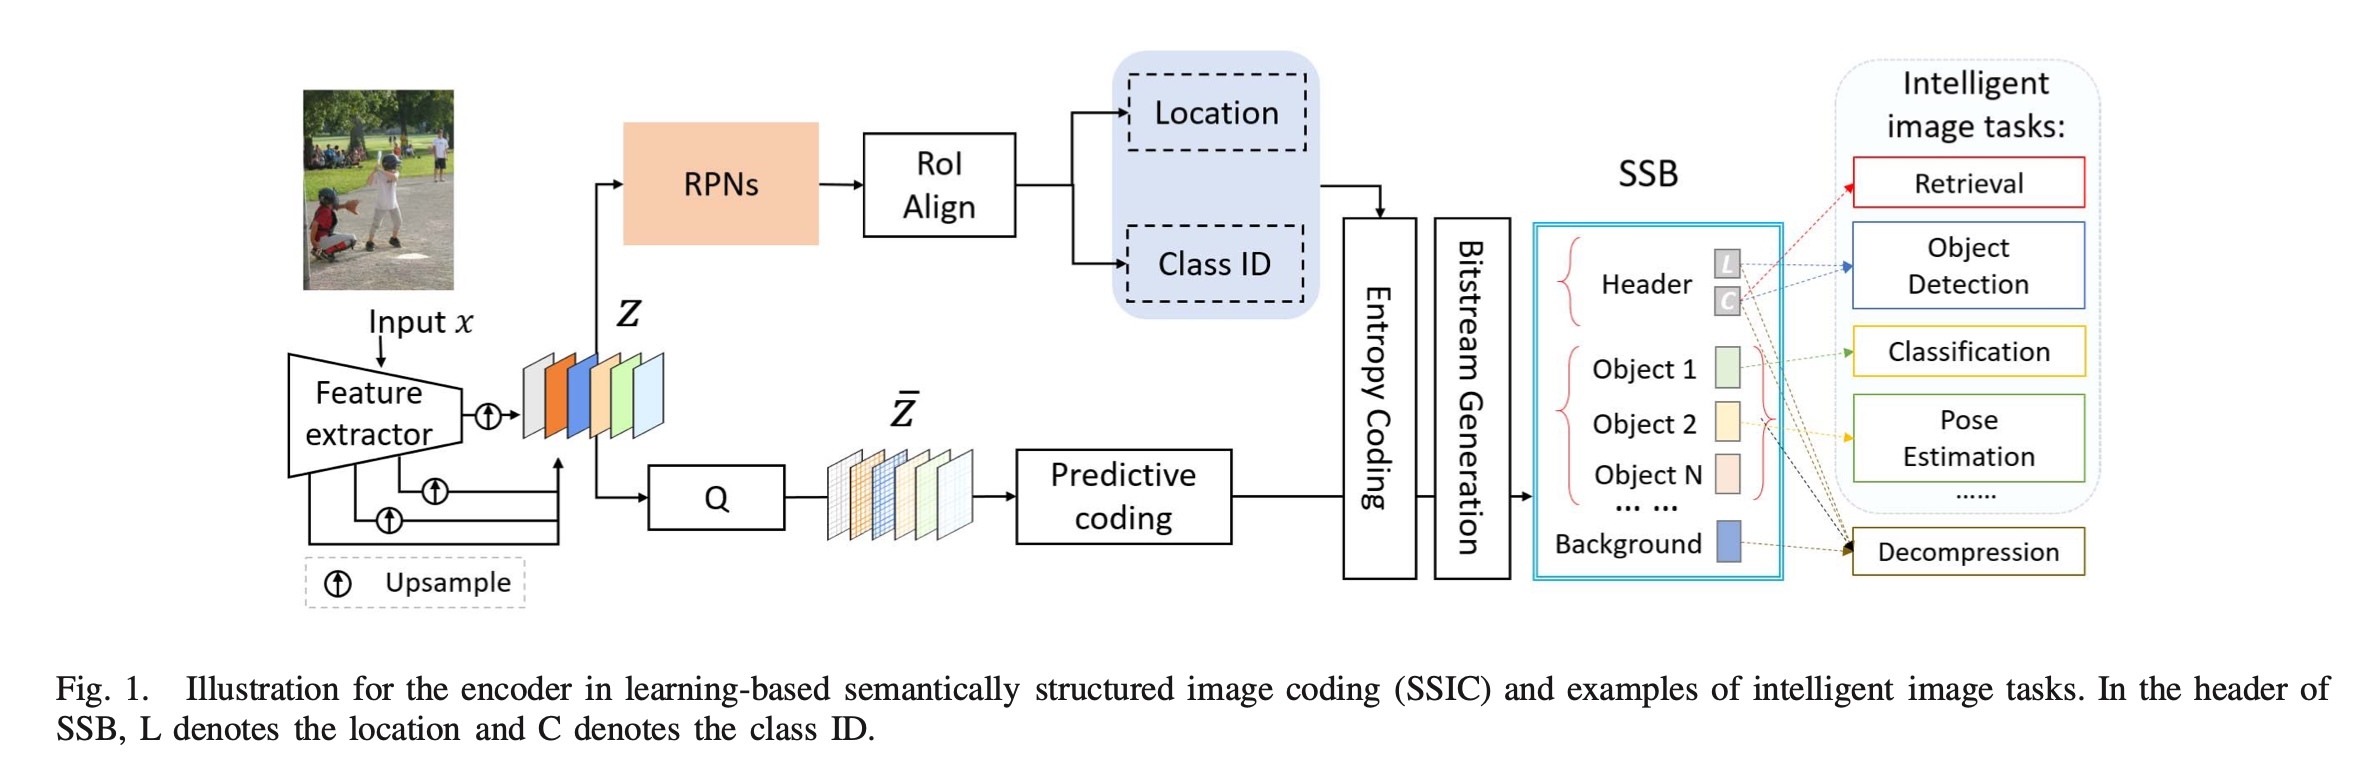 Input x
Feature
extractor
Upsample
Z
RPNs
RoI
Align
Location
Class ID
Q
Z̄
Predictive
coding
Entropy Coding
Bitstream Generation
SSB
Header
L
C
Object 1
Object 2
Object N
... ...
Background
Intelligent
image tasks:
Retrieval
Object
Detection
Classification
Pose
Estimation
......
Decompression
Fig. 1. Illustration for the encoder in learning-based semantically structured image coding (SSIC) and examples of intelligent image tasks. In the header of
SSB, L denotes the location and C denotes the class ID.